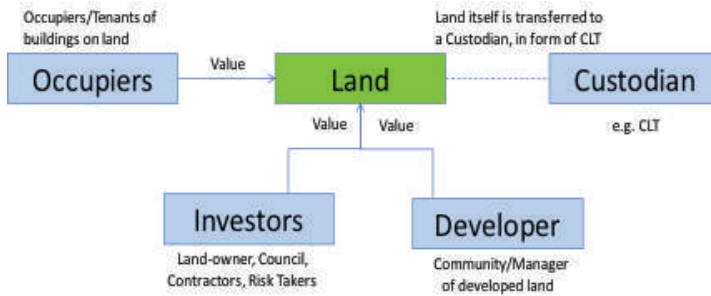 Occupiers/Tenants of
buildings on land
Land itself is transferred to
a Custodian, in form of CLT
Occupiers
Value
Land
Custodian
e.g. CLT
Value
Value
Investors
Developer
Land-owner, Council,
Contractors, Risk Takers
Community/Manager
of developed land